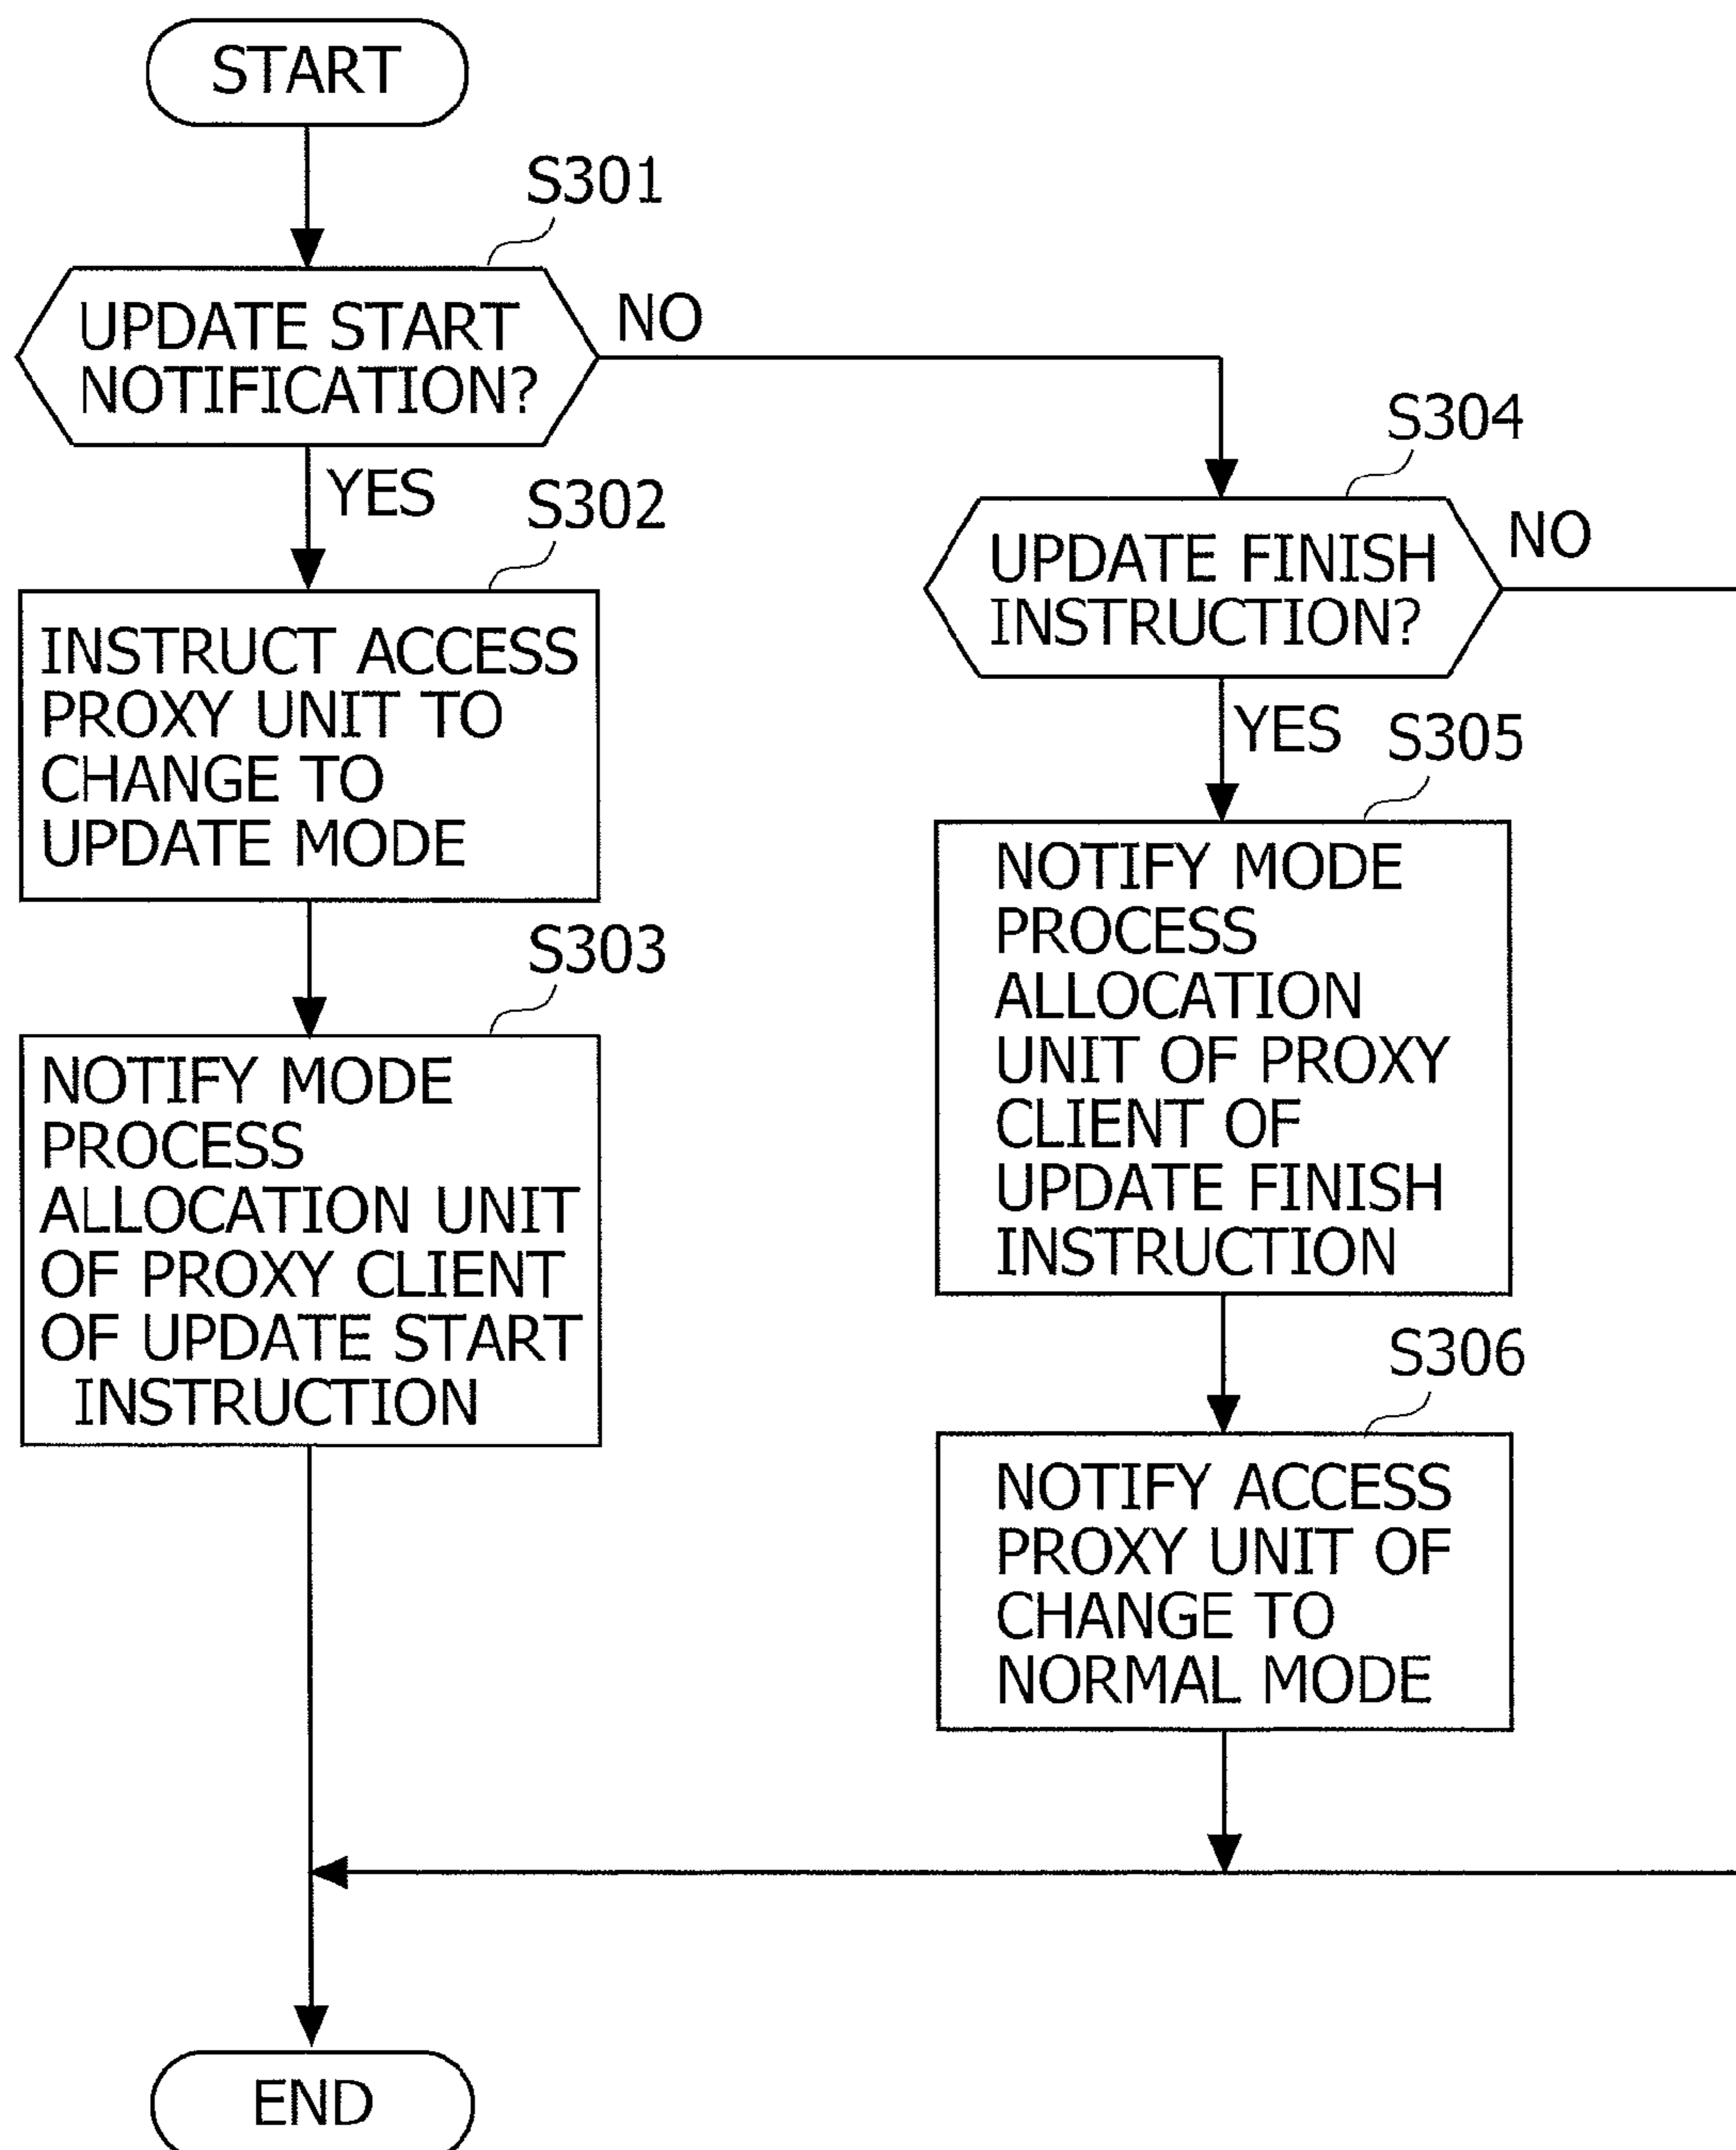 START
S301
UPDATE START
NOTIFICATION?
NO
YES
S302
INSTRUCT ACCESS
PROXY UNIT TO
CHANGE TO
UPDATE MODE
S303
NOTIFY MODE
PROCESS
ALLOCATION UNIT
OF PROXY CLIENT
OF UPDATE START
INSTRUCTION
S304
UPDATE FINISH
INSTRUCTION?
NO
YES
S305
NOTIFY MODE
PROCESS
ALLOCATION
UNIT OF PROXY
CLIENT OF
UPDATE FINISH
INSTRUCTION
S306
NOTIFY ACCESS
PROXY UNIT OF
CHANGE TO
NORMAL MODE
END